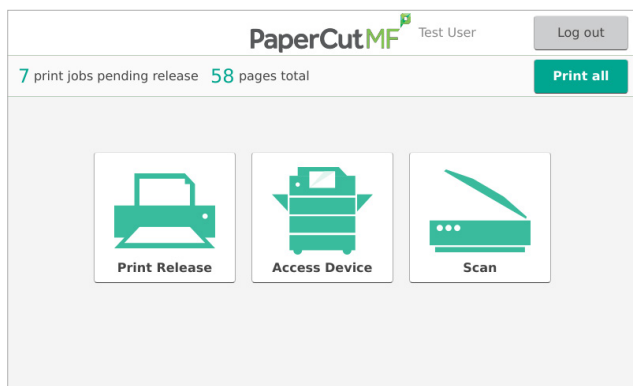 PaperCutMF Test User Log out
7 print jobs pending release 58 pages total Print all
Print Release Access Device Scan